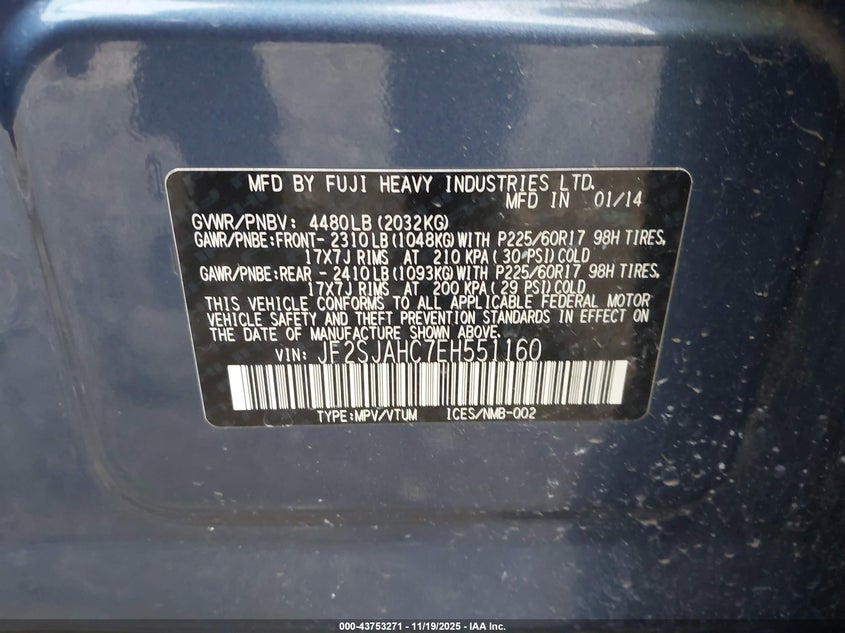 MFD BY FUJI HEAVY INDUSTRIES LTD.
MFD IN 01/14
GVWR/PNBV: 4480LB (2032KG)
GAWR/PNBE:FRONT- 2310LB (1048KG) WITH P225/60R17 98H TIRES,
17X7J RIMS AT 210 KPA (30 PSI) COLD
GAWR/PNBE:REAR - 2410LB (1093KG) WITH P225/60R17 98H TIRES,
17X7J RIMS AT 200 KPA (29 PSI) COLD
THIS VEHICLE CONFORMS TO ALL APPLICABLE FEDERAL MOTOR
VEHICLE SAFETY AND THEFT PREVENTION STANDARDS IN EFFECT ON
THE DATE OF MANUFACTURE SHOWN ABOVE.
VIN: JF2SJAHC7EH551160
TYPE:MPV/VTUM ICES/NMB-002
000-43753271 - 11/19/2025 - IAA Inc.